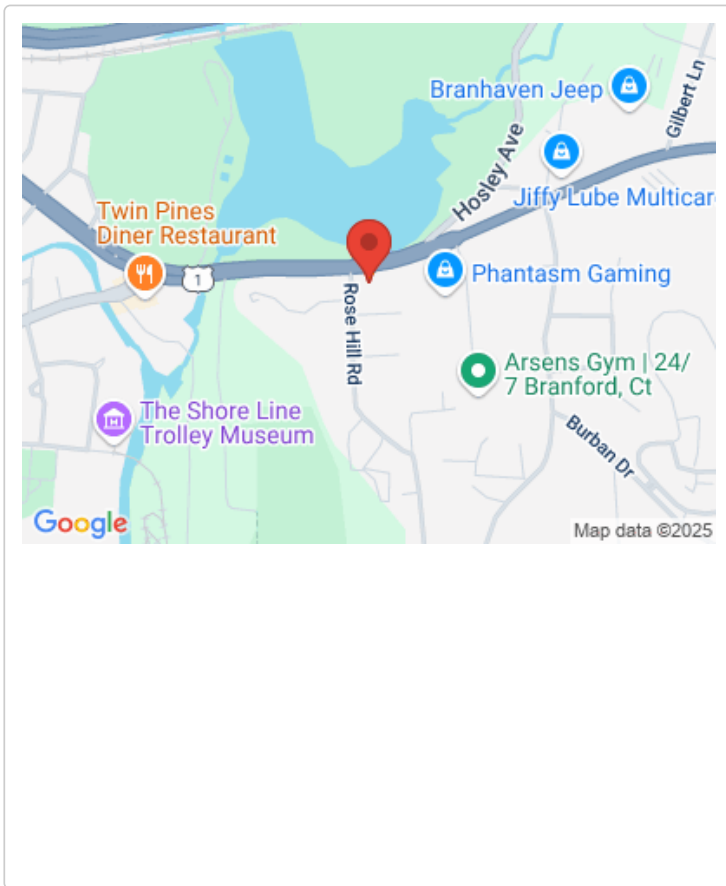 Branhaven Jeep
Gilbert Ln
Hosley Ave
Jiffy Lube Multicar
Twin Pines
Diner Restaurant
1
Phantasm Gaming
Rose Hill Rd
Arsens Gym | 24/
7 Branford, Ct
The Shore Line
Trolley Museum
Burban Dr
Google
Map data ©2025